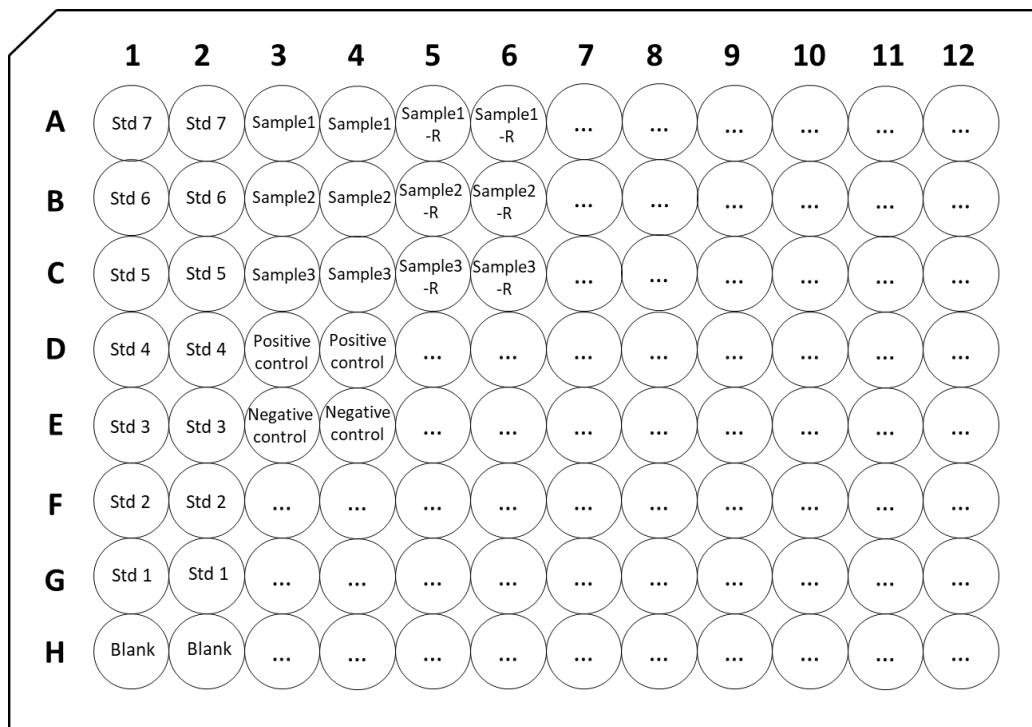 1 2 3 4 5 6 7 8 9 10 11 12
A Std 7 Std 7 Sample1 Sample1 Sample1 -R Sample1 -R ... ... ... ... ... ...
B Std 6 Std 6 Sample2 Sample2 Sample2 -R Sample2 -R ... ... ... ... ... ...
C Std 5 Std 5 Sample3 Sample3 Sample3 -R Sample3 -R ... ... ... ... ... ...
D Std 4 Std 4 Positive control Positive control ... ... ... ... ... ... ... ...
E Std 3 Std 3 Negative control Negative control ... ... ... ... ... ... ... ...
F Std 2 Std 2 ... ... ... ... ... ... ... ... ... ...
G Std 1 Std 1 ... ... ... ... ... ... ... ... ... ...
H Blank Blank ... ... ... ... ... ... ... ... ... ...